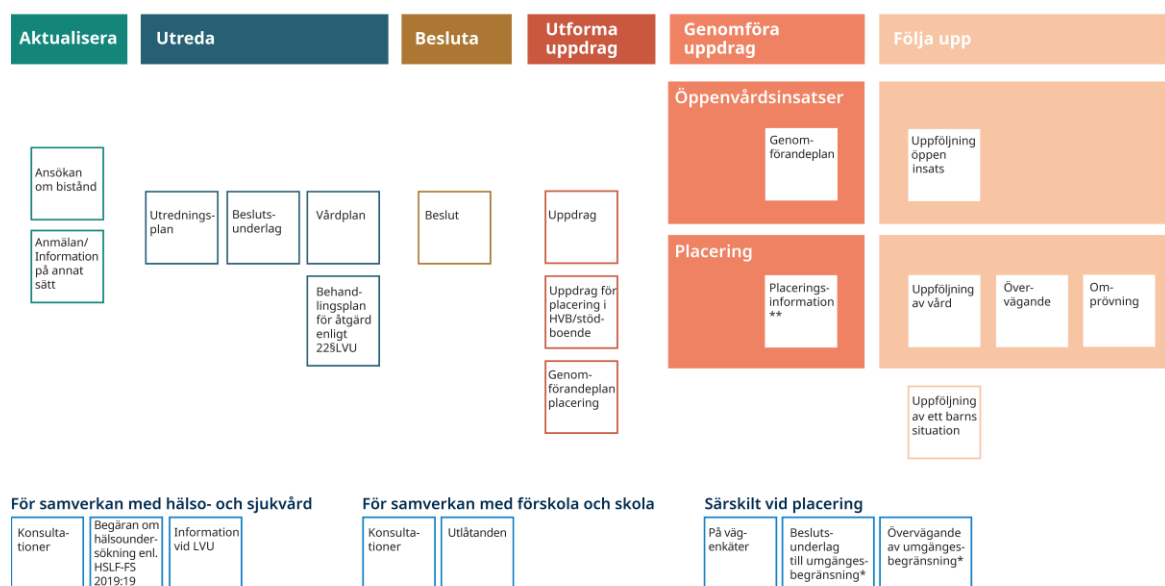 Aktualisera
Utreda
Besluta
Utforma
uppdrag
Genomföra
uppdrag
Följa upp
Ansökan
om bistånd
Anmälan/
Information
på annat
sätt
Utrednings-
plan
Besluts-
underlag
Vårdplan
Behand-
lingsplan
för åtgärd
enligt
22§LVU
Beslut
Uppdrag
Uppdrag för
placering i
HVB/stöd-
boende
Genom-
förandeplan
placering
Öppenvårdsinsatser
Genom-
förandeplan
Uppföljning
öppen
insats
Placering
Placerings-
information
**
Uppföljning
av vård
Över-
vägande
Om-
prövning
Uppföljning
av ett barns
situation
För samverkan med hälso- och sjukvård
Konsulta-
tioner
Begäran om
hälsounder-
sökning enl.
HSLF-FS
2019:19
Information
vid LVU
För samverkan med förskola och skola
Konsulta-
tioner
Utlåtanden
Särskilt vid placering
På väg-
enkäter
Besluts-
underlag
till umgänges-
begränsning*
Övervägande
av umgänges-
begränsning*